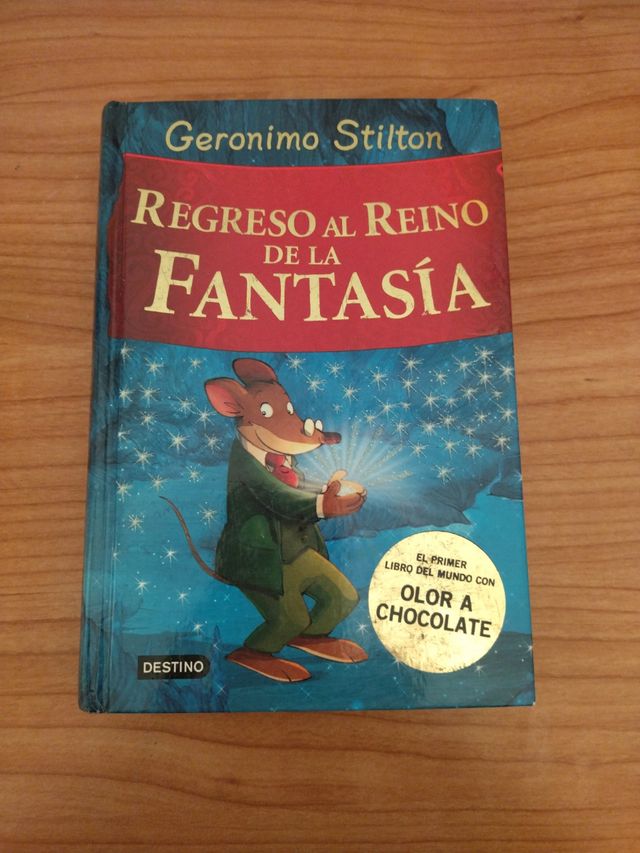 Geronimo Stilton
REGRESO AL REINO
DE LA
FANTASÍA
EL PRIMER
LIBRO DEL MUNDO CON
OLOR A
CHOCOLATE
DESTINO